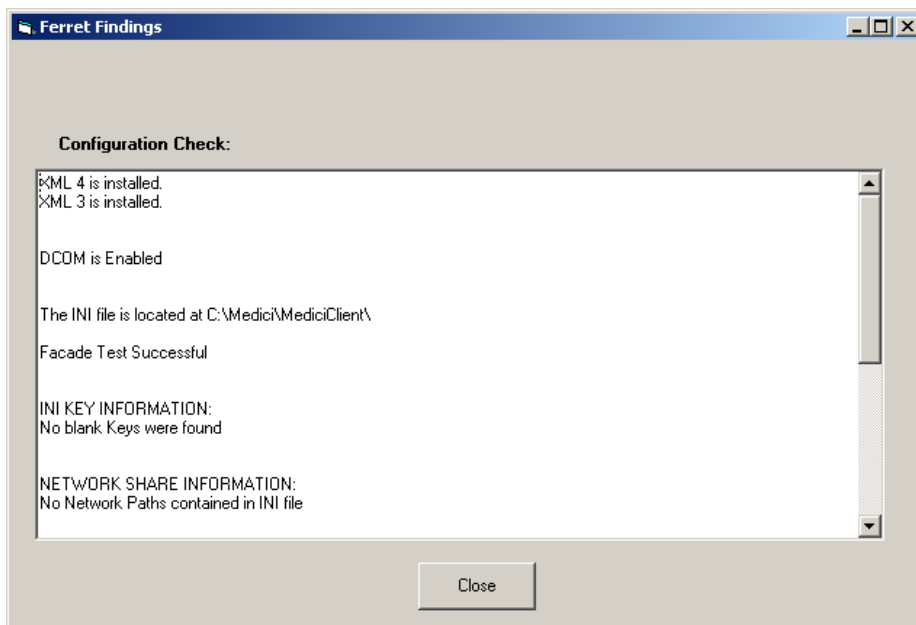 Ferret Findings
Configuration Check:
XML 4 is installed.
XML 3 is installed.
DCOM is Enabled
The INI file is located at C:\Medici\MediciClient\
Facade Test Successful
INI KEY INFORMATION:
No blank Keys were found
NETWORK SHARE INFORMATION:
No Network Paths contained in INI file
Close